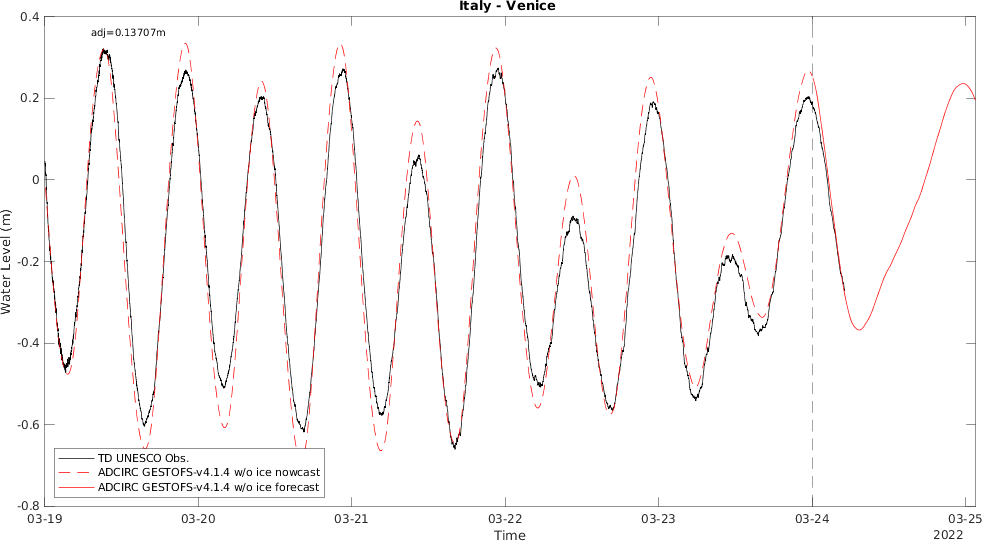 Italy - Venice
adj=0.13707m
Water Level (m)
0.4
0.2
0
-0.2
-0.4
-0.6
-0.8
TD UNESCO Obs.
ADCIRC GESTOFS-v4.1.4 w/o ice nowcast
ADCIRC GESTOFS-v4.1.4 w/o ice forecast
03-19 03-20 03-21 03-22 03-23 03-24 03-25
Time
2022